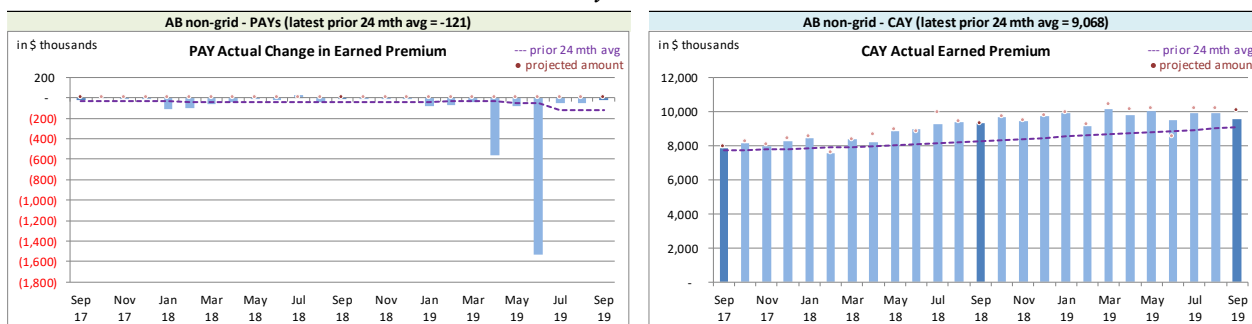 AB non-grid - PAYs (latest prior 24 mth avg = -121)
in $ thousands
PAY Actual Change in Earned Premium
--- prior 24 mth avg
• projected amount
200
-
(200)
(400)
(600)
(800)
(1,000)
(1,200)
(1,400)
(1,600)
(1,800)
Sep Nov Jan Mar May Jul Sep Nov Jan Mar May Jul Sep
17 17 18 18 18 18 18 18 19 19 19 19 19
AB non-grid - CAY (latest prior 24 mth avg = 9,068)
in $ thousands
CAY Actual Earned Premium
--- prior 24 mth avg
• projected amount
12,000
10,000
8,000
6,000
4,000
2,000
-
Sep Nov Jan Mar May Jul Sep Nov Jan Mar May Jul Sep
17 17 18 18 18 18 18 18 19 19 19 19 19